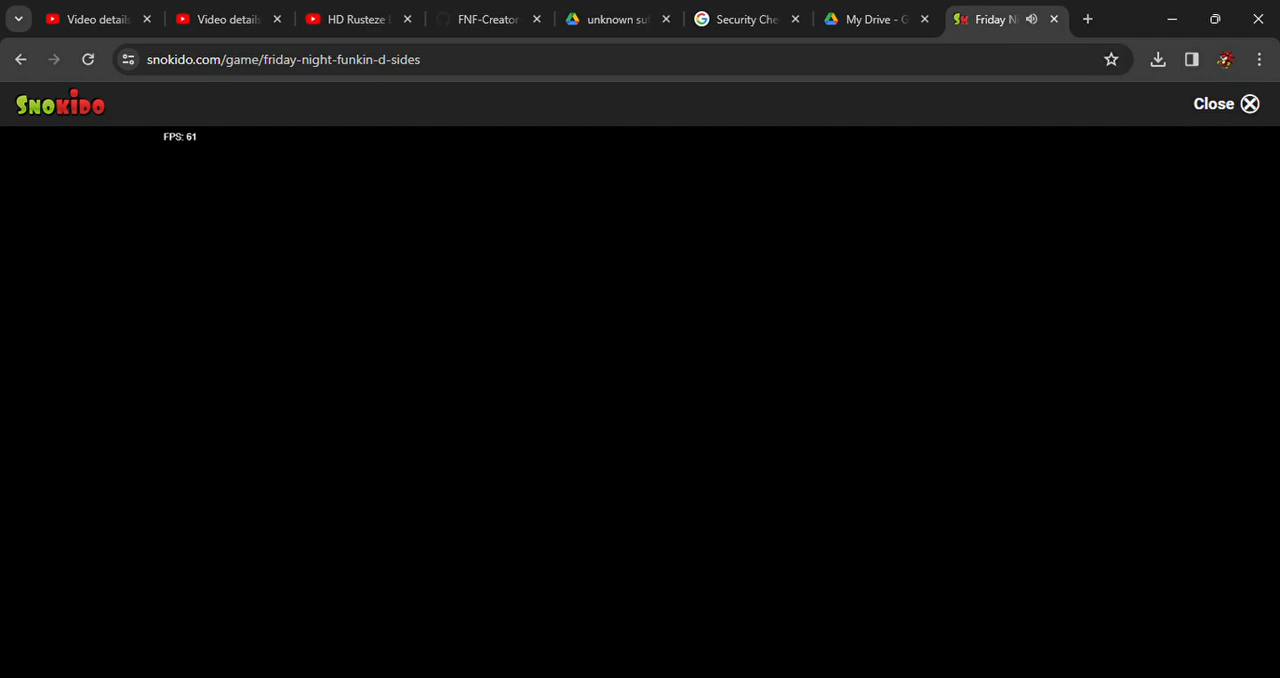 Video details
Video details
HD Rusteze
FNF-Creator
unknown su
Security Che
My Drive - G
Friday Ni
snokido.com/game/friday-night-funkin-d-sides
SNOKIDO
Close
FPS: 61